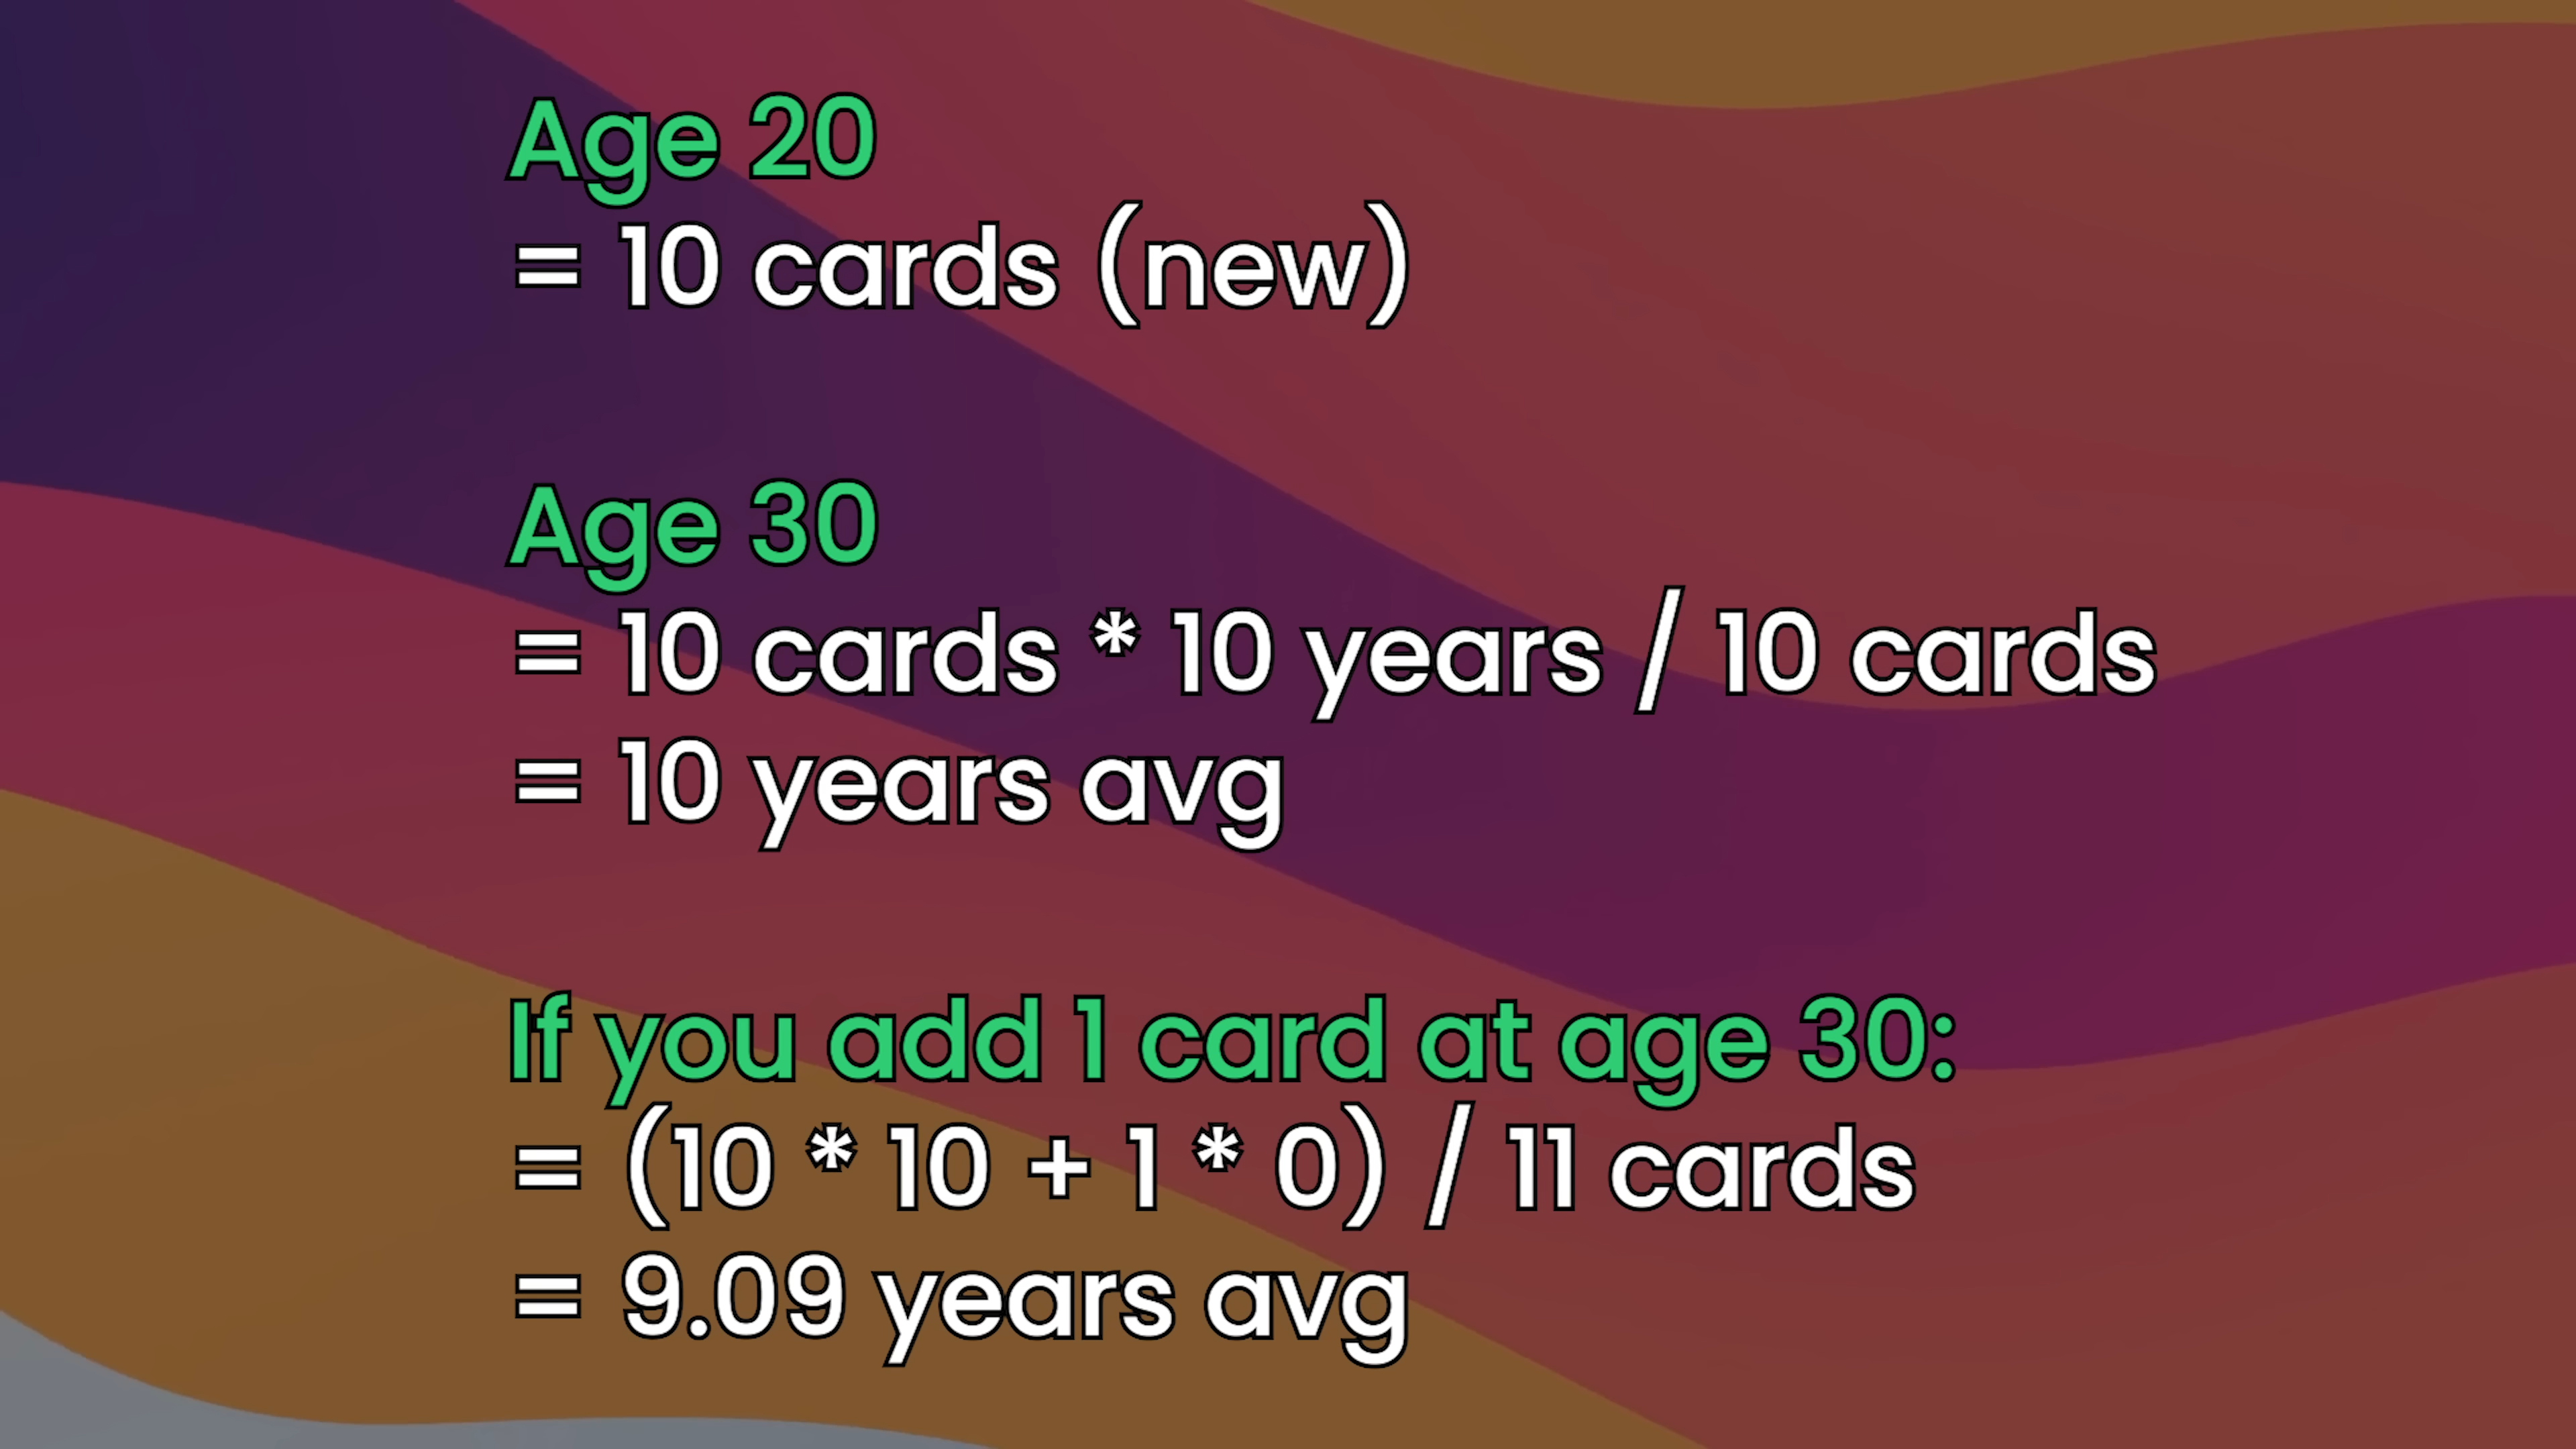 Age 20
= 10 cards (new)
Age 30
= 10 cards * 10 years / 10 cards
= 10 years avg
If you add 1 card at age 30:
= (10 * 10 + 1 * 0) / 11 cards
= 9.09 years avg